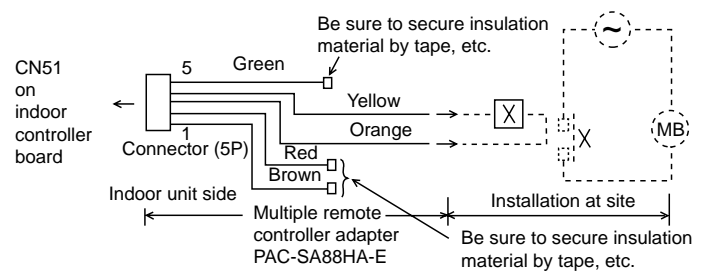 Be sure to secure insulation
material by tape, etc.
CN51
on
indoor
controller
board
5
Green
Yellow
X
Orange
1
Connector (5P)
Red
Brown
X
MB
~
Indoor unit side
Multiple remote
controller adapter
PAC-SA88HA-E
Installation at site
Be sure to secure insulation
material by tape, etc.